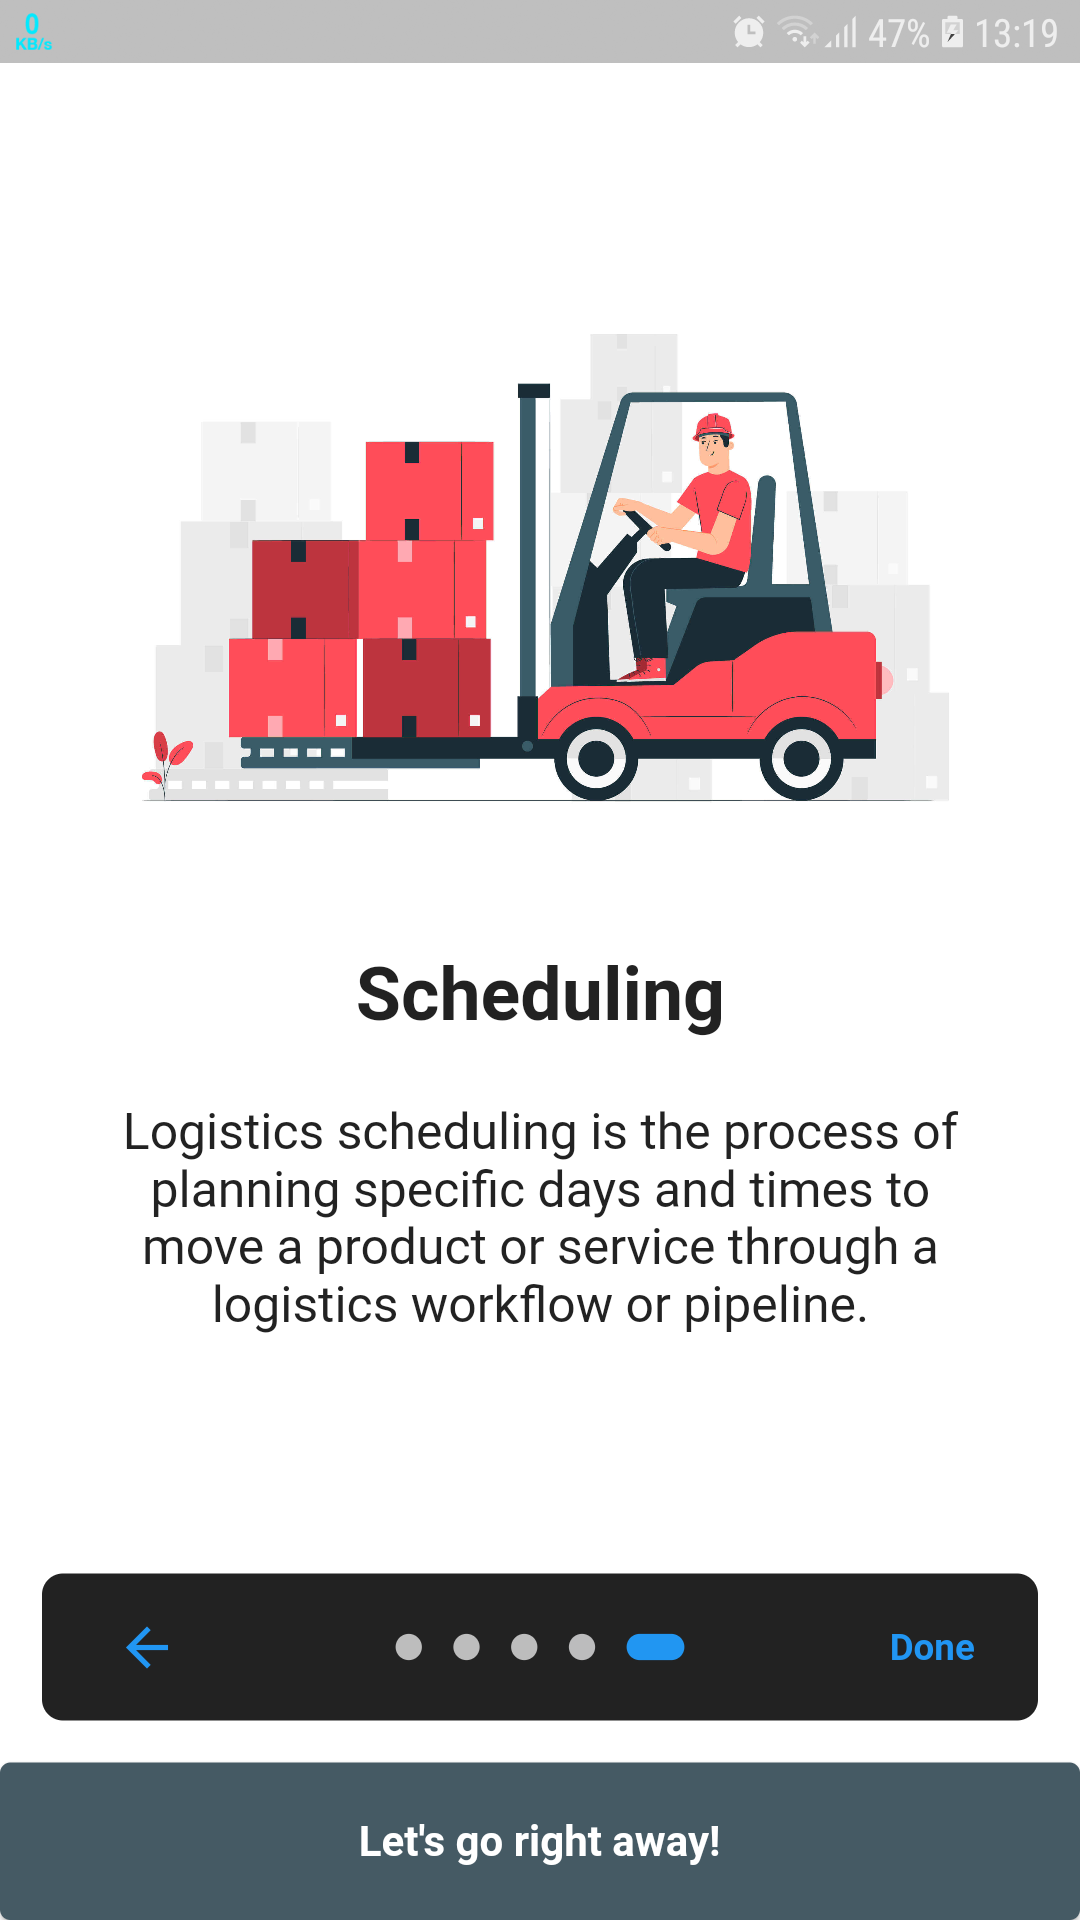 0
KB/s
47%
13:19
Scheduling
Logistics scheduling is the process of
planning specific days and times to
move a product or service through a
logistics workflow or pipeline.
Done
Let's go right away!